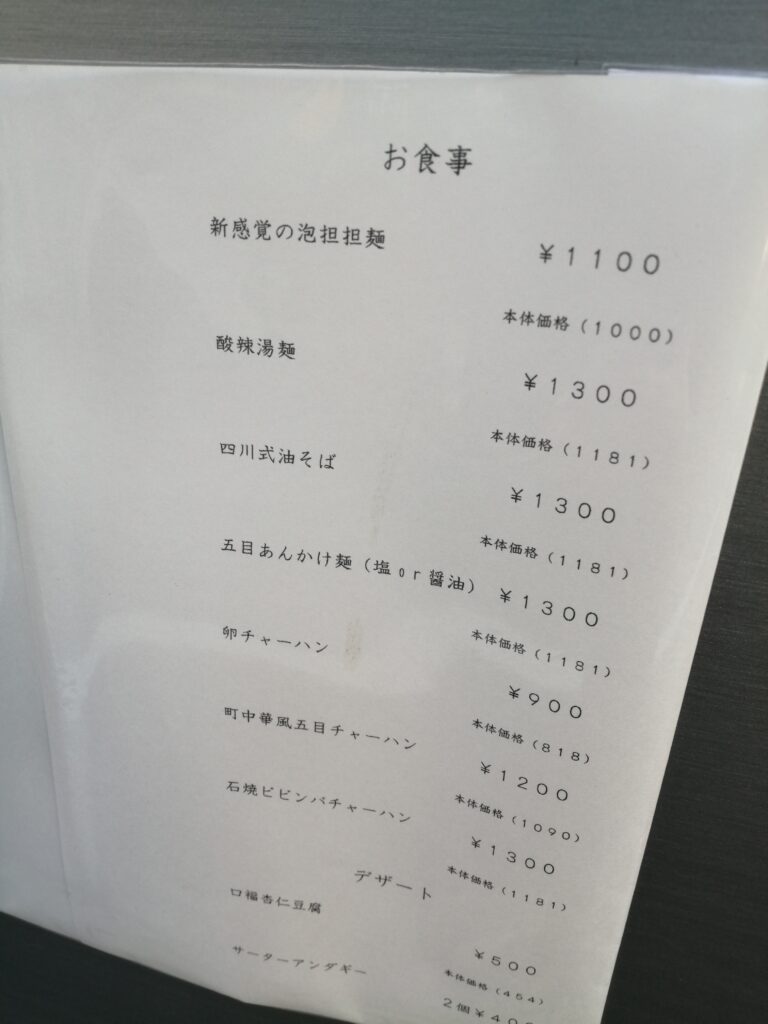 お食事
新感覚の泡担担麺
￥１１００
本体価格（１０００）
酸辣湯麺
￥１３００
本体価格（１１８１）
四川式油そば
￥１３００
本体価格（１１８１）
五目あんかけ麺（塩ｏｒ醤油）￥１３００
本体価格（１１８１）
卵チャーハン
￥９００
本体価格（８１８）
町中華風五目チャーハン
￥１２００
本体価格（１０９０）
石焼ビビンバチャーハン
￥１３００
本体価格（１１８１）
デザート
口福杏仁豆腐
￥５００
本体価格（４５４）
サーターアンダギー
２個￥４０